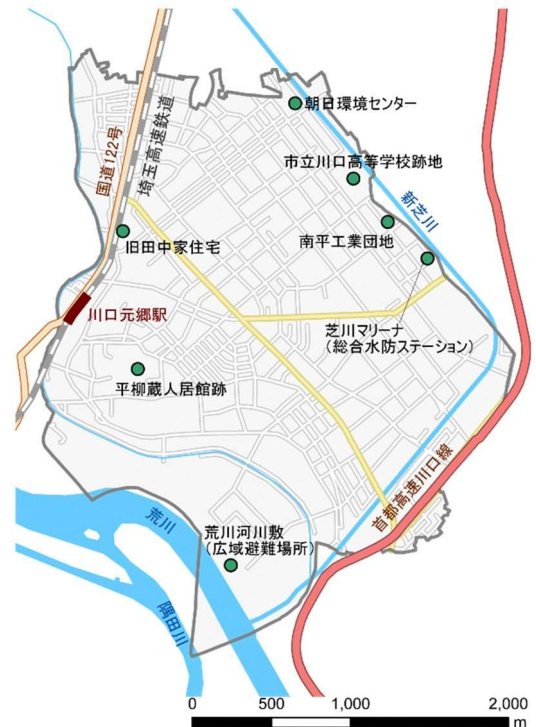 朝日環境センター
市立川口高等学校跡地
国道122号
埼玉高速鉄道
新芝川
旧田中家住宅
南平工業団地
川口元郷駅
芝川マリーナ
(総合水防ステーション)
平柳蔵人居館跡
首都高速川口線
荒川
荒川河川敷
(広域避難場所)
隅田川
0 500 1,000 2,000
m